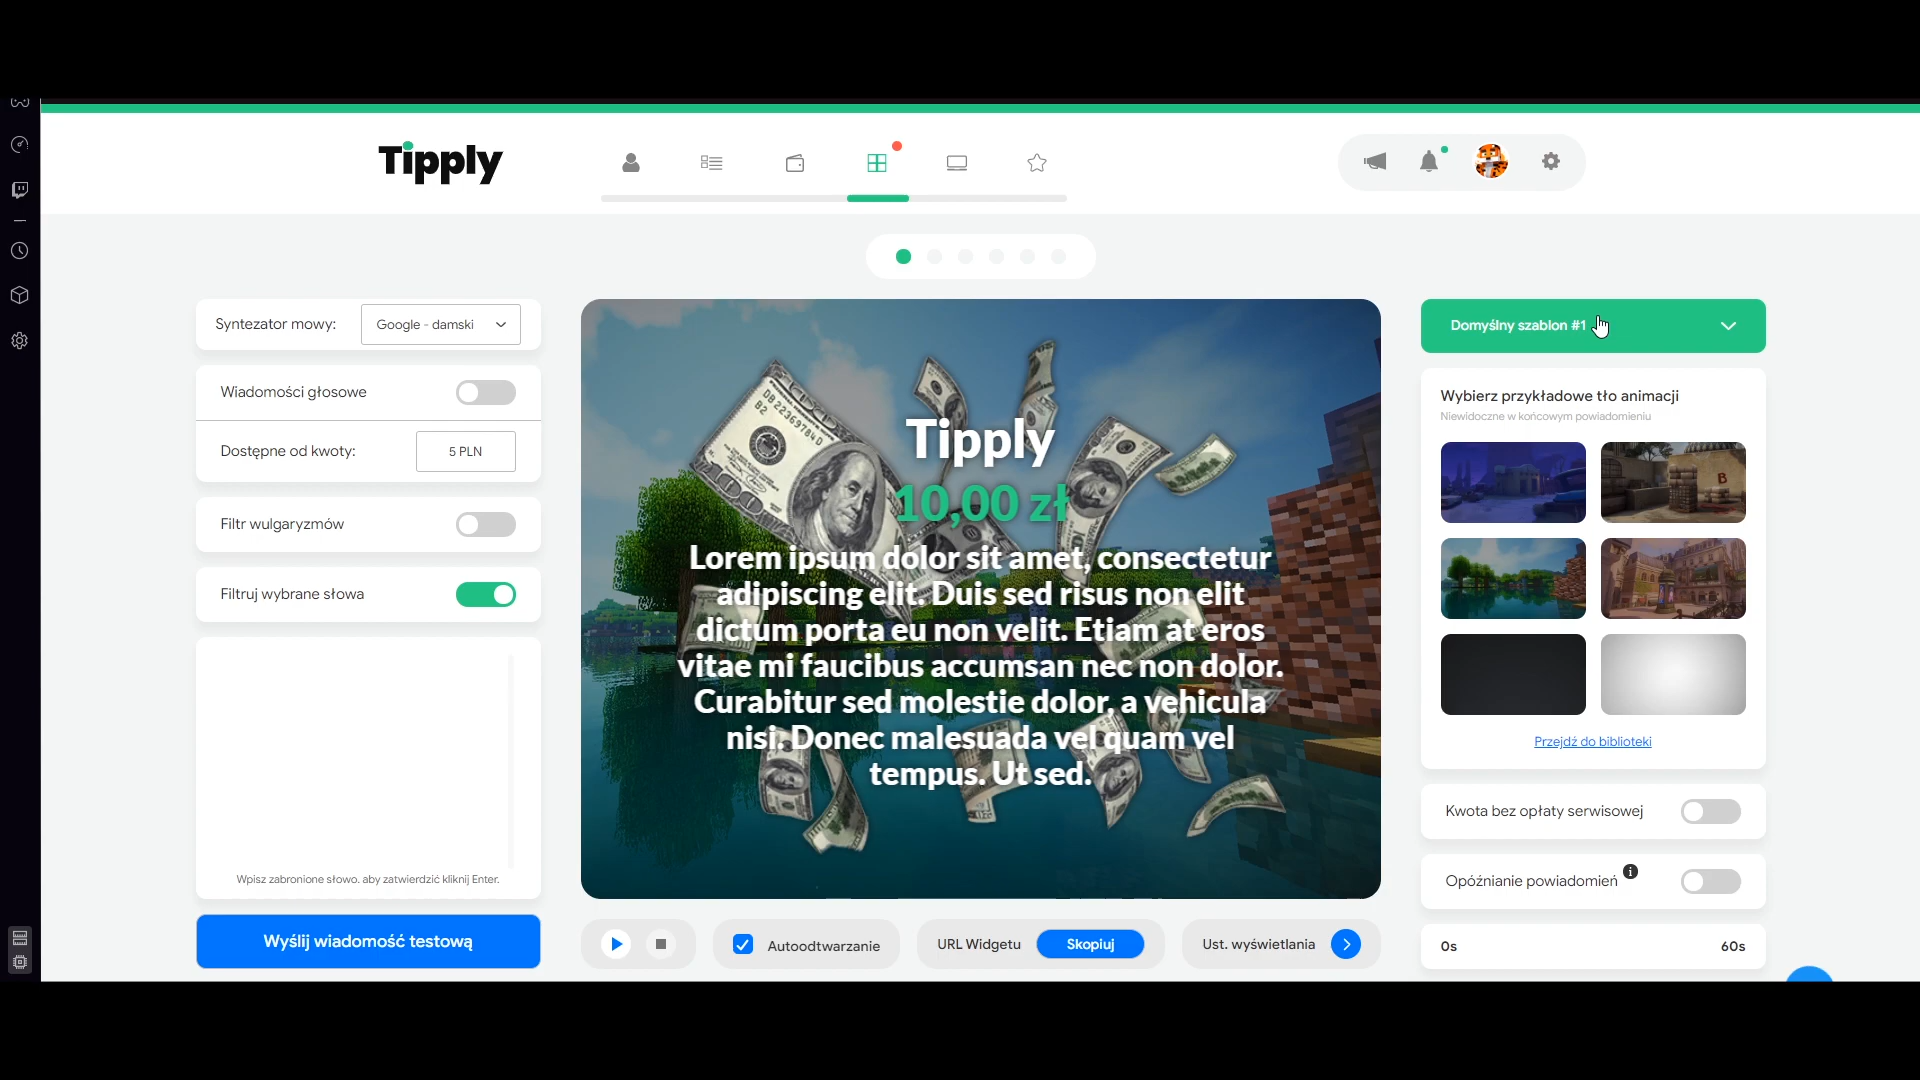 Tipply
Syntezator mowy:
Google - damski
Wiadomości głosowe
Dostępne od kwoty:
5 PLN
Filtr wulgaryzmów
Filtruj wybrane słowa
Wpisz zabronione słowo. aby zatwierdzić kliknij Enter.
Wyślij wiadomość testową
DB 22369784 D
B2
100
Tipply
10,00 zł
Lorem ipsum dolor sit amet, consectetur
adipiscing elit. Duis sed risus non elit
dictum porta eu non velit. Etiam at eros
vitae mi faucibus accumsan nec non dolor.
Curabitur sed molestie dolor, a vehicula
nisi. Donec malesuada vel quam vel
tempus. Ut sed.
Autoodtwarzanie
URL Widgetu
Skopiuj
Ust. wyświetlania
Domyślny szablon #1
Wybierz przykładowe tło animacji
Niewidoczne w końcowym powiadomieniu
B
Przejdź do biblioteki
Kwota bez opłaty serwisowej
Opóźnianie powiadomień
0s
60s